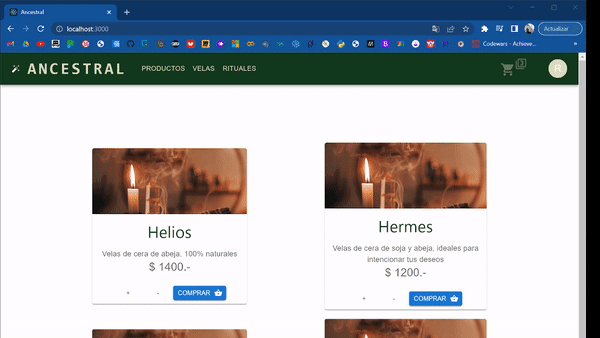 Ancestral
localhost:3000
Actualizar
Codewars - Achieve...
ANCESTRAL PRODUCTOS VELAS RITUALES
3
Helios
Velas de cera de abeja, 100% naturales
$ 1400.-
+ - COMPRAR
Hermes
Velas de cera de soja y abeja, ideales para
intencionar tus deseos
$ 1200.-
+ - COMPRAR